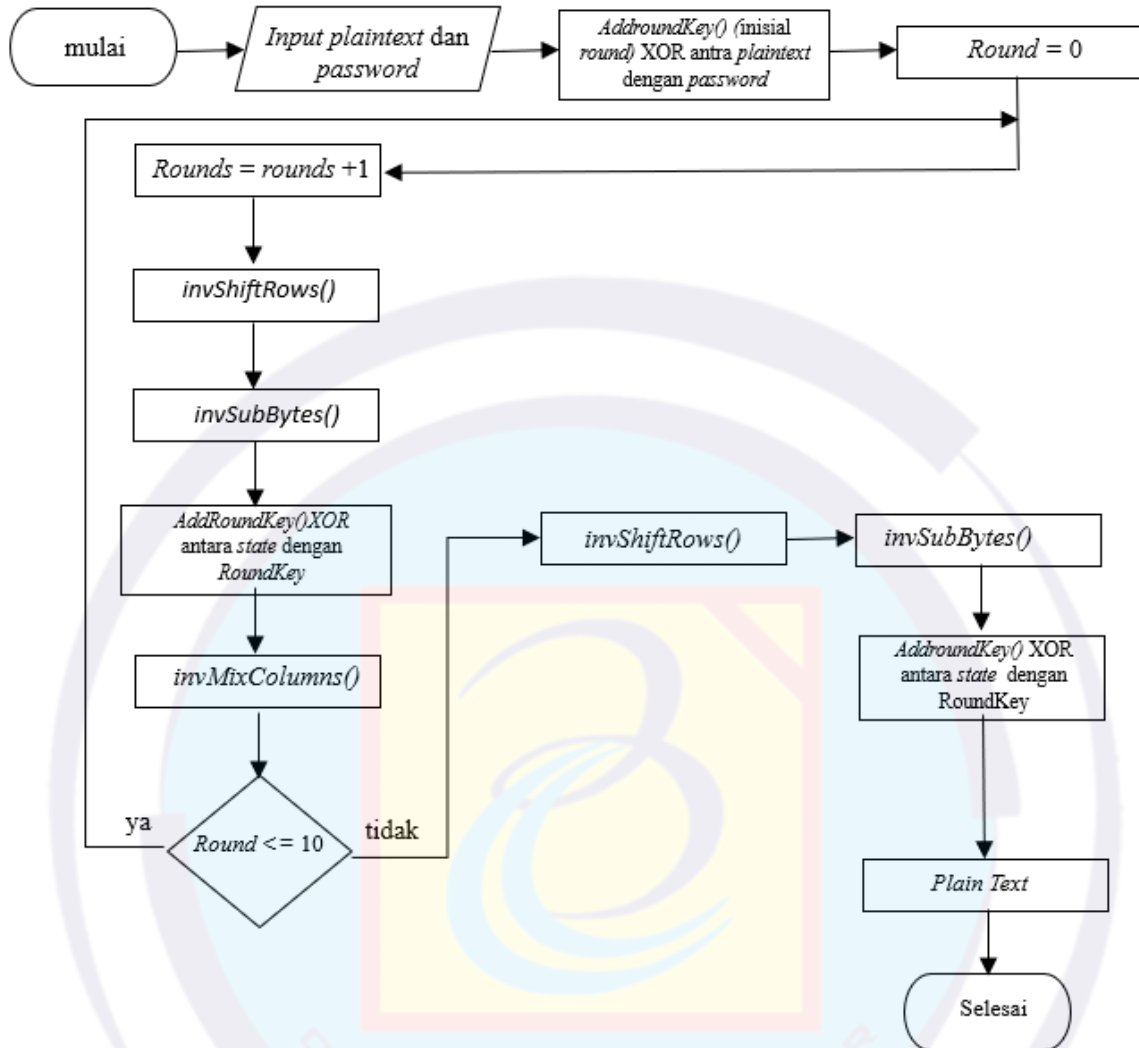 mulai
Input plaintext dan
password
AddroundKey() (inisial
round) XOR antra plaintext
dengan password
Round = 0
Rounds = rounds +1
invShiftRows()
invSubBytes()
AddRoundKey()XOR
antara state dengan
RoundKey
invMixColumns()
Round <= 10
ya
tidak
invShiftRows()
invSubBytes()
AddroundKey() XOR
antara state dengan
RoundKey
Plain Text
Selesai